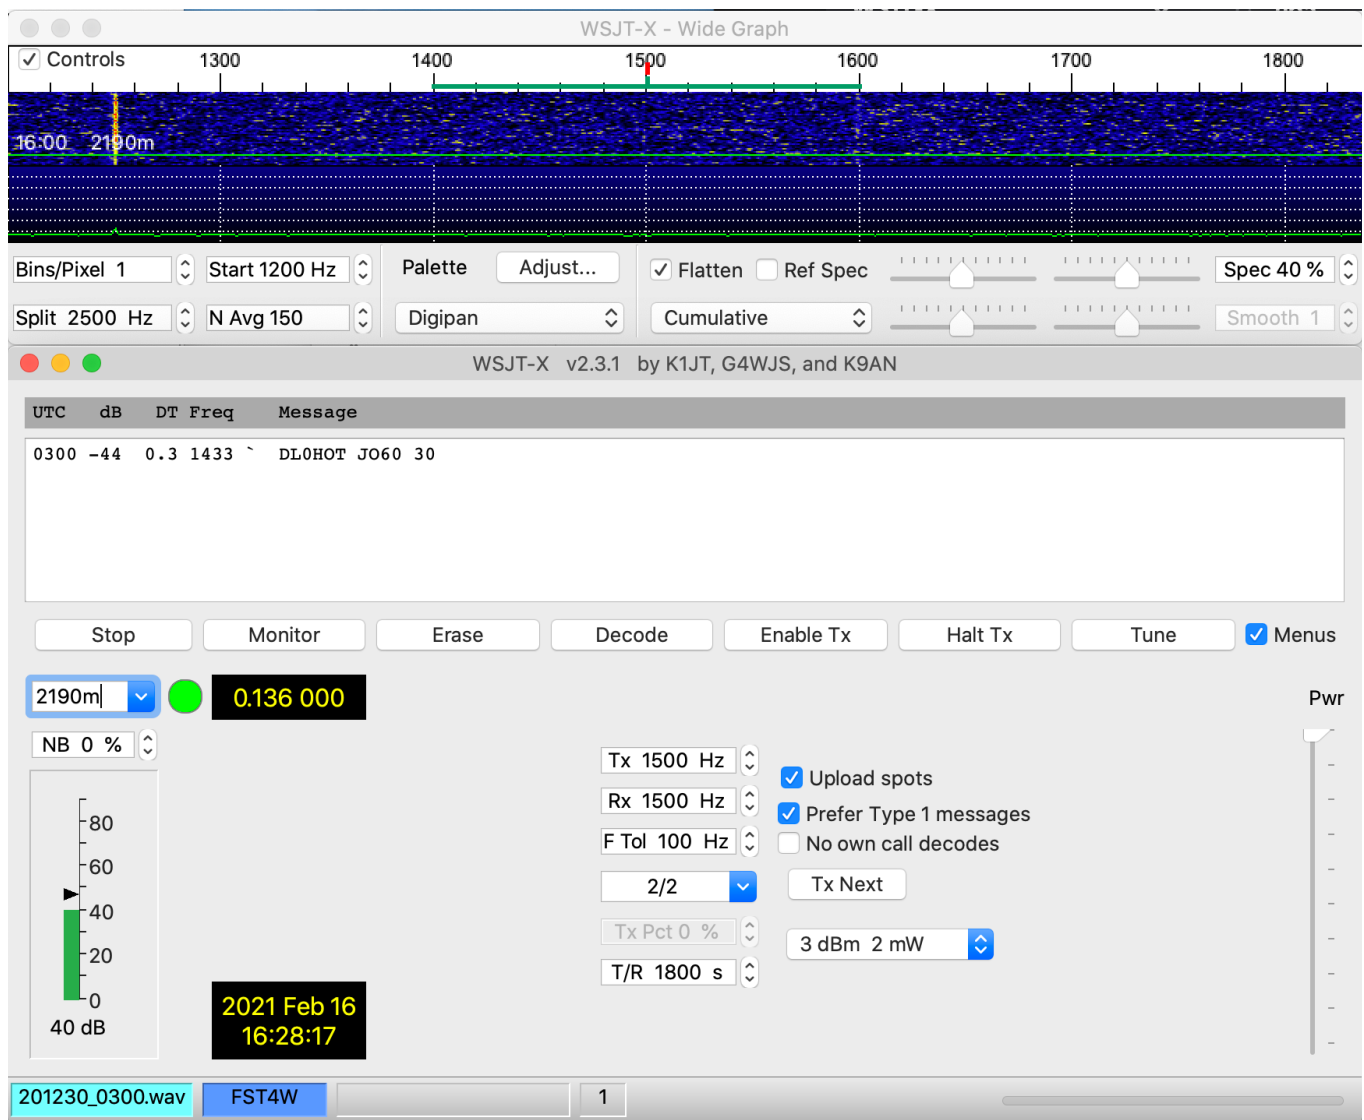 WSJT-X - Wide Graph
Controls 1300 1400 1500 1600 1700 1800
16:00 2190m
Bins/Pixel 1 Start 1200 Hz Palette Adjust... Flatten Ref Spec Spec 40 %
Split 2500 Hz N Avg 150 Digipan Cumulative Smooth 1
WSJT-X v2.3.1 by K1JT, G4WJS, and K9AN
UTC dB DT Freq Message
0300 -44 0.3 1433 ` DL0HOT JO60 30
Stop Monitor Erase Decode Enable Tx Halt Tx Tune Menus
2190m 0.136 000 Pwr
NB 0 %
Tx 1500 Hz Upload spots
Rx 1500 Hz Prefer Type 1 messages
F Tol 100 Hz No own call decodes
2/2 Tx Next
Tx Pct 0 % 3 dBm 2 mW
T/R 1800 s
80
60
40
20
0
40 dB
2021 Feb 16
16:28:17
201230_0300.wav FST4W 1